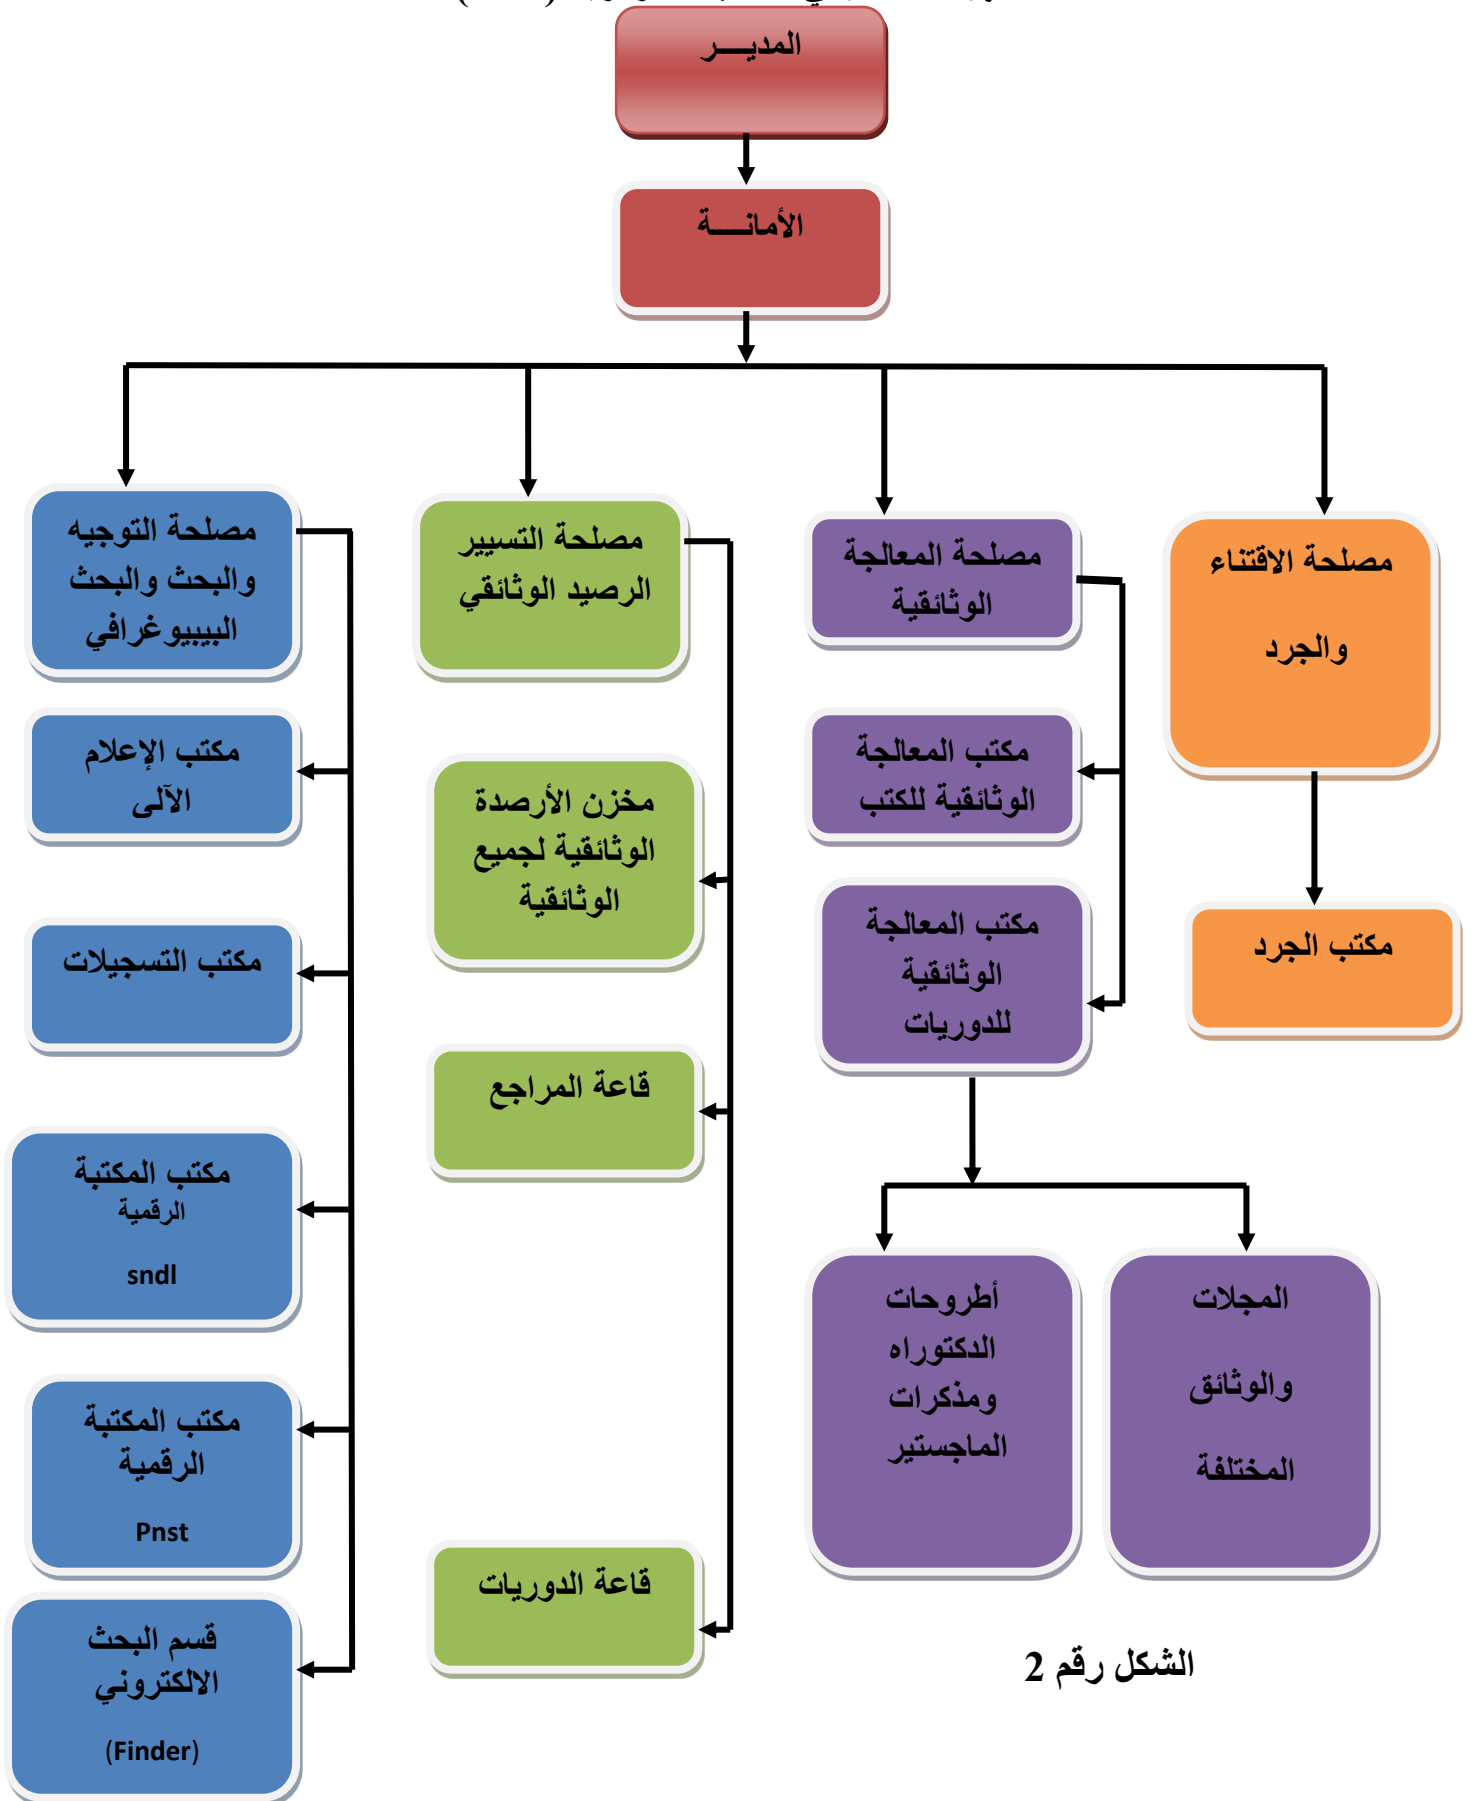 المديـــر
الأمانـــة
مصلحة الاقتناء
والجرد
مكتب الجرد
مصلحة المعالجة
الوثائقية
مكتب المعالجة
الوثائقية للكتب
مكتب المعالجة
الوثائقية
للدوريات
المجلات
والوثائق
المختلفة
أطروحات
الدكتوراه
ومذكرات
الماجستير
مصلحة التسيير
الرصيد الوثائقي
مخزن الأرصدة
الوثائقية لجميع
الوثائقية
قاعة المراجع
قاعة الدوريات
مصلحة التوجيه
والبحث والبحث
البيبيوغرافي
مكتب الإعلام
الآلى
مكتب التسجيلات
مكتب المكتبة
الرقمية
sndl
مكتب المكتبة
الرقمية
Pnst
قسم البحث
الالكتروني
(Finder)
الشكل رقم 2